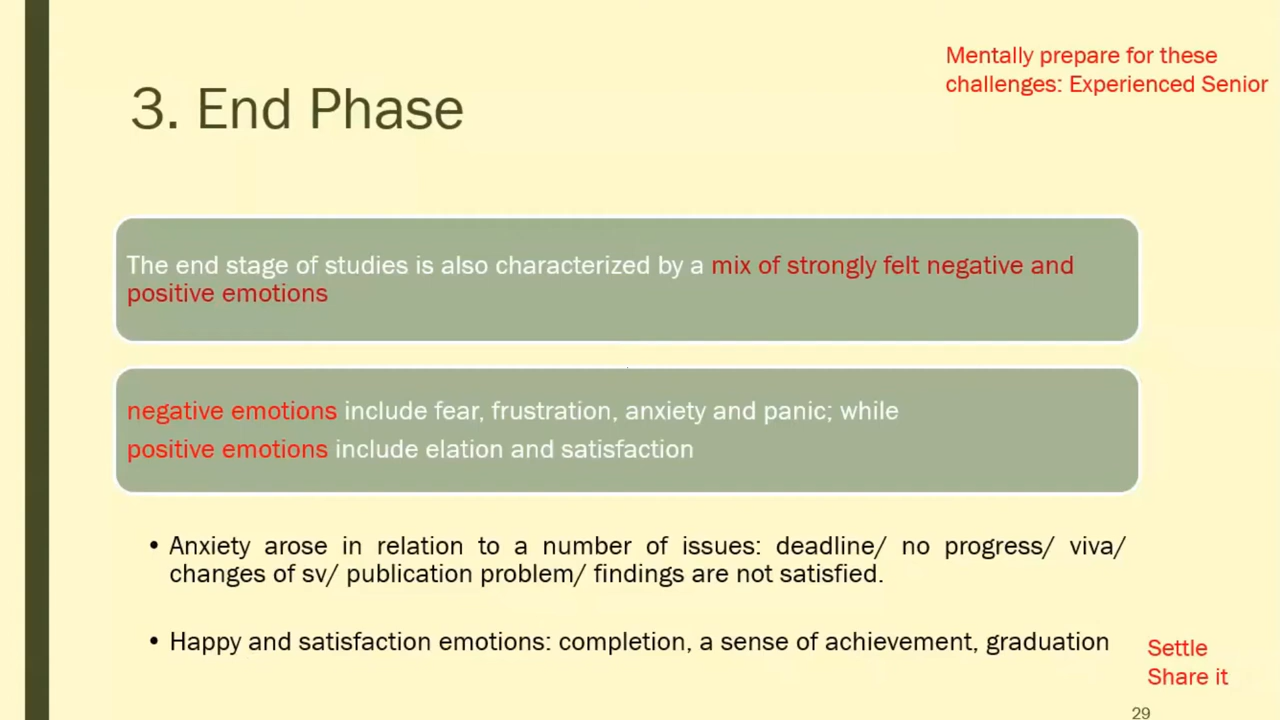 Mentally prepare for these
challenges: Experienced Senior
3. End Phase
The end stage of studies is also characterized by a mix of strongly felt negative and
positive emotions
negative emotions include fear, frustration, anxiety and panic; while
positive emotions include elation and satisfaction
• Anxiety arose in relation to a number of issues: deadline/ no progress/ viva/
changes of sv/ publication problem/ findings are not satisfied.
• Happy and satisfaction emotions: completion, a sense of achievement, graduation
Settle
Share it
29